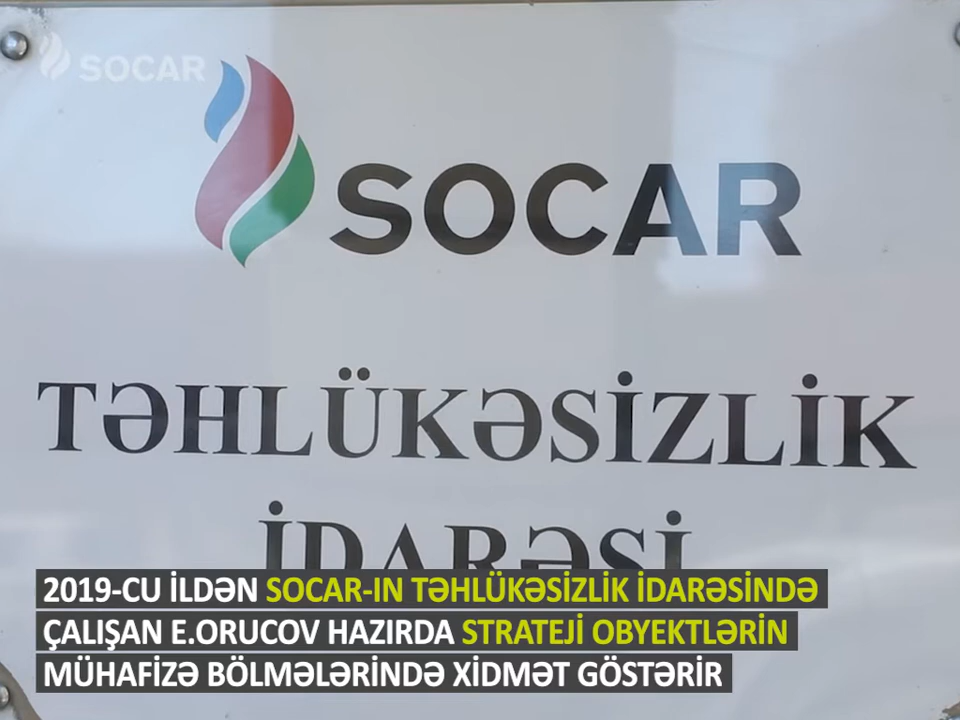 SOCAR
SOCAR
TƏHLÜKƏSİZLİK
İDARƏSİ
2019-CU İLDƏN SOCAR-IN TƏHLÜKƏSİZLİK İDARƏSİNDƏ
ÇALIŞAN E.ORUCOV HAZIRDA STRATEJİ OBYEKTLƏRİN
MÜHAFİZƏ BÖLMƏLƏRİNDƏ XİDMƏT GÖSTƏRİR